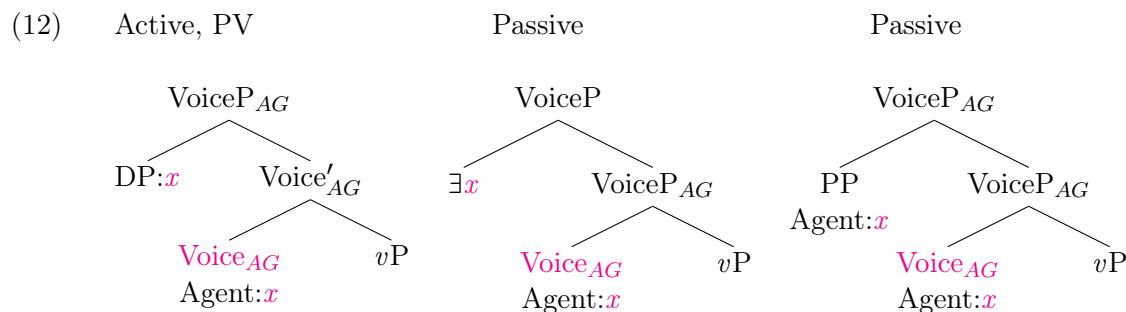 (12) Active, PV Passive Passive
VoiceP_AG VoiceP VoiceP_AG
DP:x Voice′_AG ∃x VoiceP_AG PP VoiceP_AG
Agent:x
Voice_AG vP Voice_AG vP Voice_AG vP
Agent:x Agent:x Agent:x